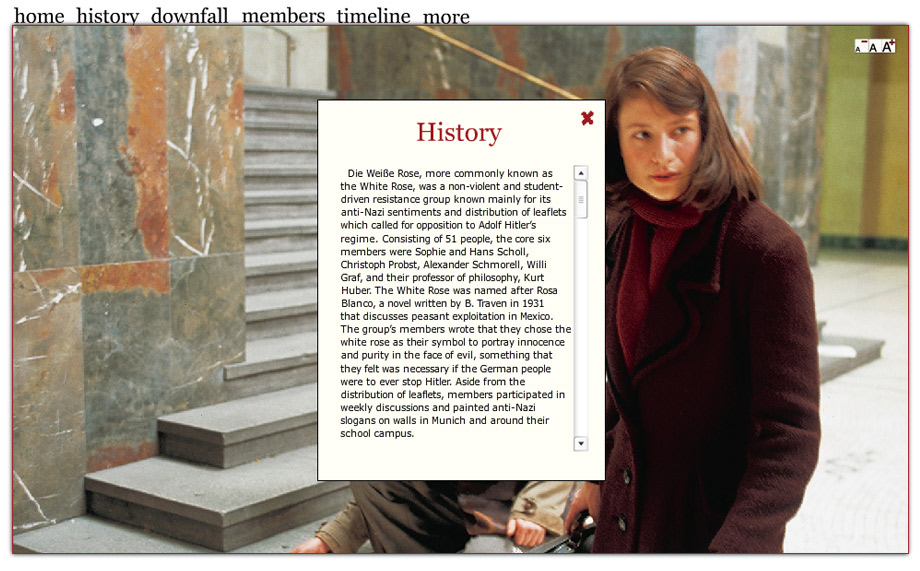 home history downfall members timeline more
A- A A+
History
Die Weiße Rose, more commonly known as
the White Rose, was a non-violent and student-
driven resistance group known mainly for its
anti-Nazi sentiments and distribution of leaflets
which called for opposition to Adolf Hitler's
regime. Consisting of 51 people, the core six
members were Sophie and Hans Scholl,
Christoph Probst, Alexander Schmorell, Willi
Graf, and their professor of philosophy, Kurt
Huber. The White Rose was named after Rosa
Blanco, a novel written by B. Traven in 1931
that discusses peasant exploitation in Mexico.
The group's members wrote that they chose the
white rose as their symbol to portray innocence
and purity in the face of evil, something that
they felt was necessary if the German people
were to ever stop Hitler. Aside from the
distribution of leaflets, members participated in
weekly discussions and painted anti-Nazi
slogans on walls in Munich and around their
school campus.